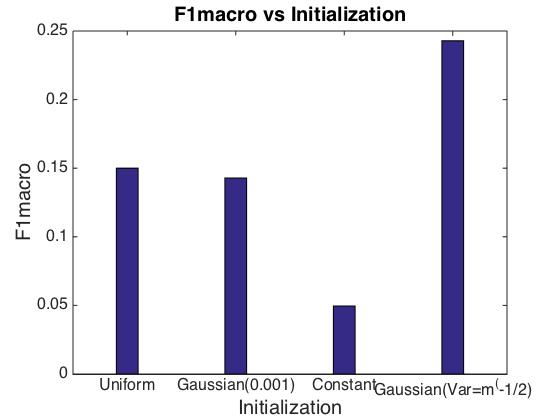 F1macro vs Initialization
0.25
0.2
0.15
0.1
0.05
0
F1macro
Uniform Gaussian(0.001) Constant Gaussian(Var=m^(-1/2)
Initialization